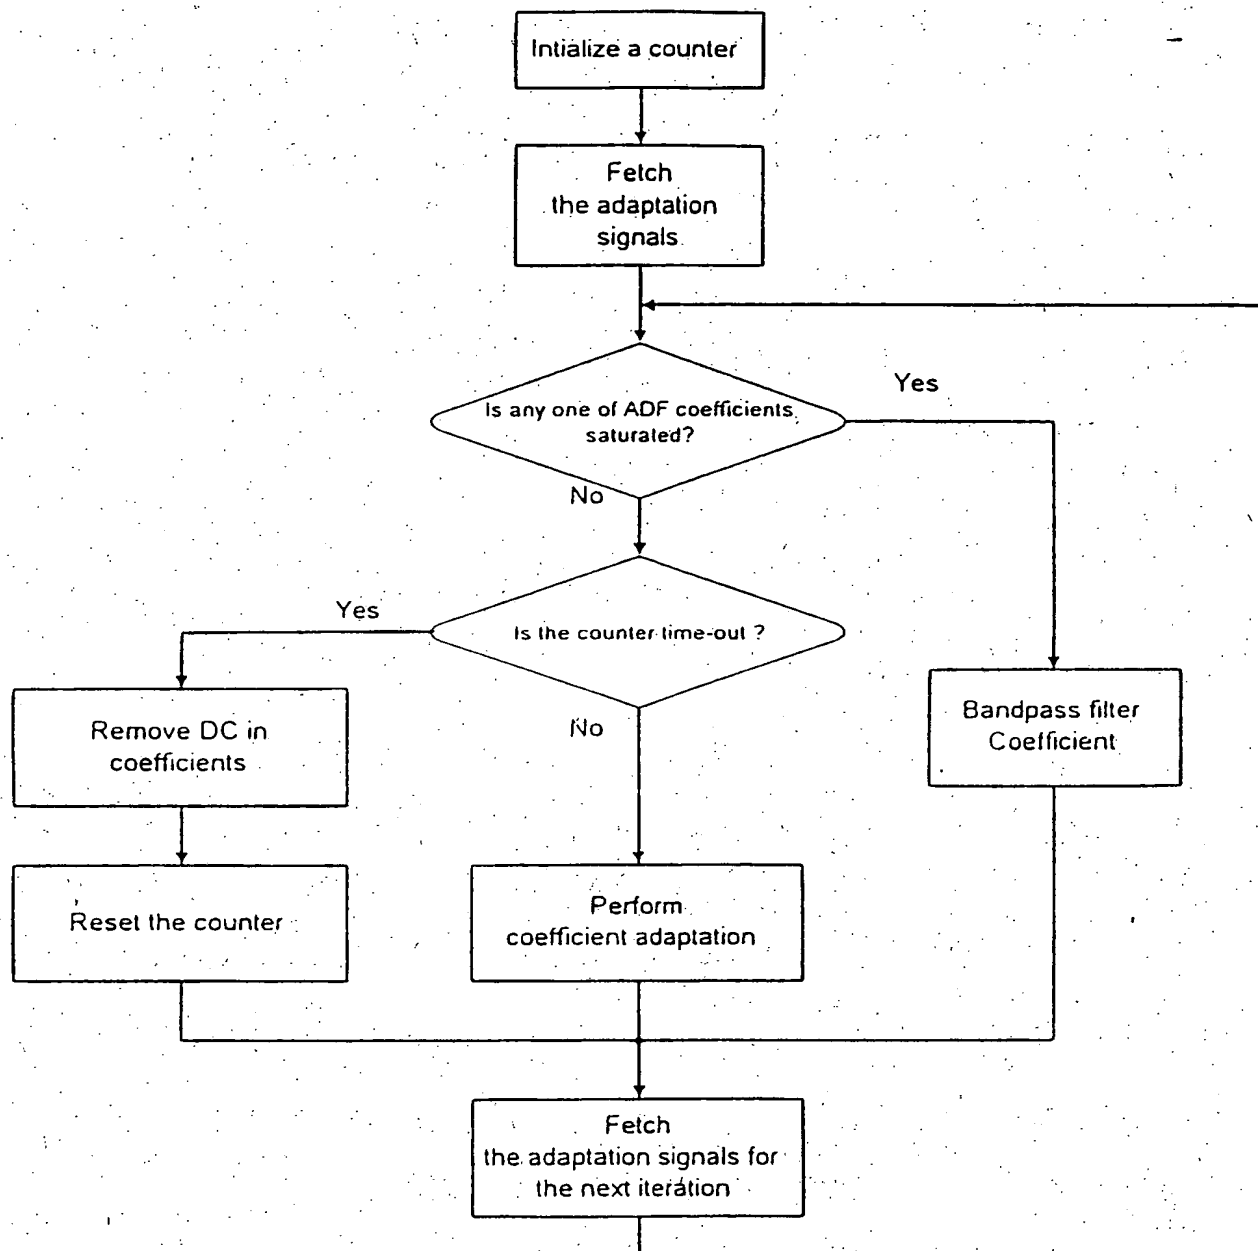 Intialize a counter
Fetch
the adaptation
signals
Is any one of ADF coefficients
saturated?
Yes
No
Is the counter time-out ?
Yes
No
Remove DC in
coefficients
Bandpass filter
Coefficient
Reset the counter
Perform
coefficient adaptation
Fetch
the adaptation signals for
the next iteration